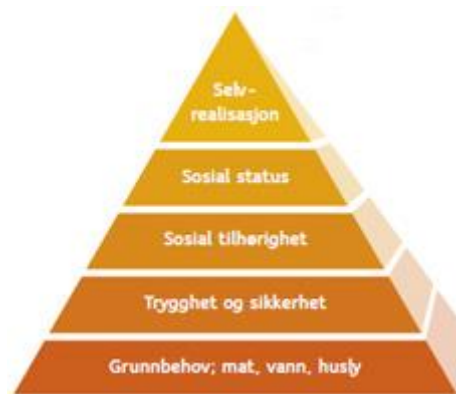 Selv-
realisasjon
Sosial status
Sosial tilhørighet
Trygghet og sikkerhet
Grunnbehov; mat, vann, husly